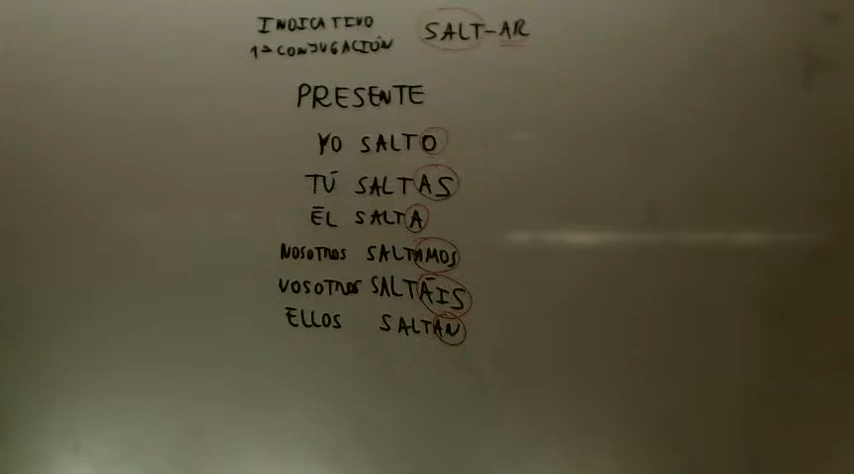 INDICATIVO SALT-AR
1ª CONJUGACIÓN
PRESENTE
YO SALTO
TÚ SALTAS
ÉL SALTA
NOSOTROS SALTAMOS
VOSOTROS SALTÁIS
ELLOS SALTAN